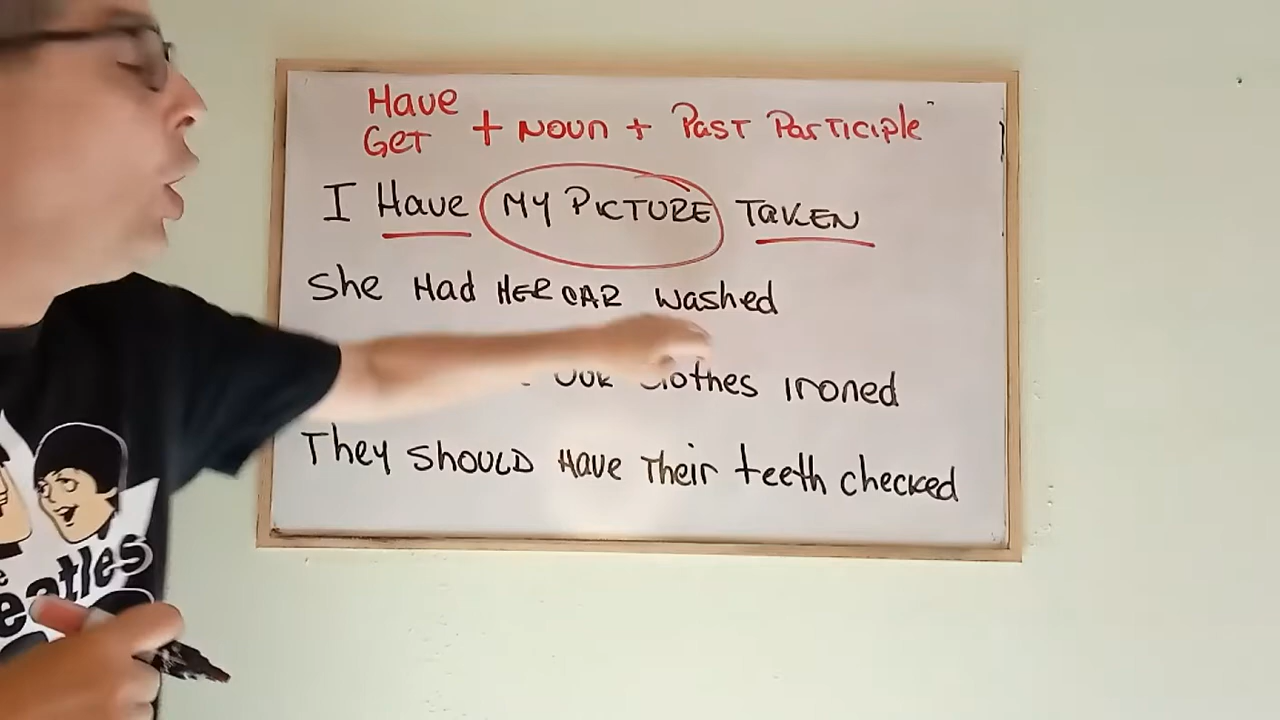 Have
Get + Noun + Past Participle
I Have My Picture Taken
She Had Her Car Washed
Clothes Ironed
They Should Have Their teeth checked
eatles